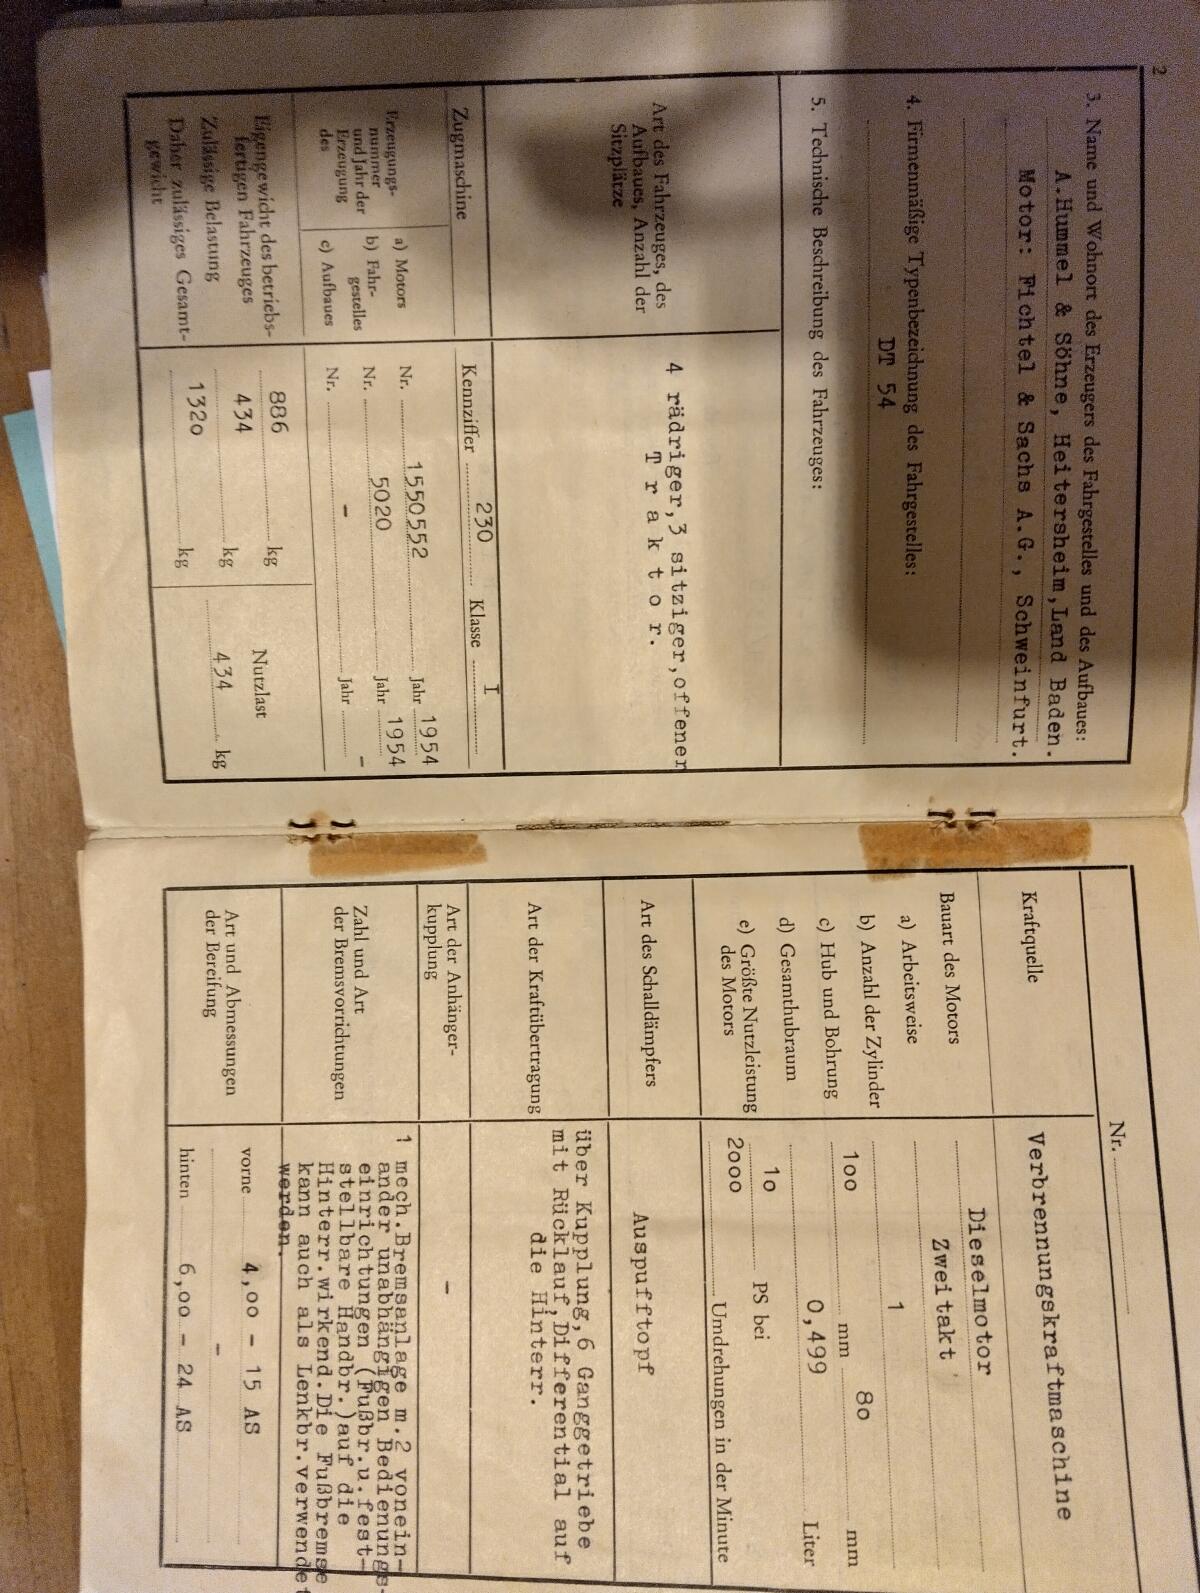 2
3. Name und Wohnort des Erzeugers des Fahrgestelles und des Aufbaues:
A.Hummel & Söhne, Heitersheim,Land Baden.
Motor: Fichtel & Sachs A.G., Schweinfurt.
4. Firmenmäßige Typenbezeichnung des Fahrgestelles:
DT 54
5. Technische Beschreibung des Fahrzeuges:
Art des Fahrzeuges, des
Aufbaues, Anzahl der
Sitzplätze
4 rädriger,3 sitziger,offener
T r a k t o r.
Zugmaschine
Kennziffer 230 Klasse I
Erzeugungs-
nummer
und Jahr der
Erzeugung
des
a) Motors Nr. 1550552 Jahr 1954
b) Fahr-
gestelles Nr. 5020 Jahr 1954
c) Aufbaues Nr. - Jahr -
Eigengewicht des betriebs-
fertigen Fahrzeuges 886 kg
Zulässige Belastung 434 kg
Daher zulässiges Gesamt-
gewicht 1320 kg
Nutzlast
434 kg
Nr.
Kraftquelle Verbrennungskraftmaschine
Bauart des Motors Dieselmotor
a) Arbeitsweise Zweitakt
b) Anzahl der Zylinder 1
c) Hub und Bohrung 100 mm 80 mm
d) Gesamthubraum 0,499 Liter
e) Größte Nutzleistung
des Motors
10 PS bei
2000 Umdrehungen in der Minute
Art des Schalldämpfers Auspufftopf
Art der Kraftübertragung
über Kupplung,6 Ganggetriebe
mit Rücklauf,Differential auf
die Hinterr.
Art der Anhänger-
kupplung -
Zahl und Art
der Bremsvorrichtungen
1 mech.Bremsanlage m.2 vonein-
ander unabhängigen Bedienungs-
einrichtungen (Fußbr.u.fest-
stellbare Handbr.)auf die
Hinterr.wirkend.Die Fußbremse
kann auch als Lenkbr.verwendet
werden.
Art und Abmessungen
der Bereifung
vorne 4,00 - 15 AS
-
hinten 6,00 - 24 AS